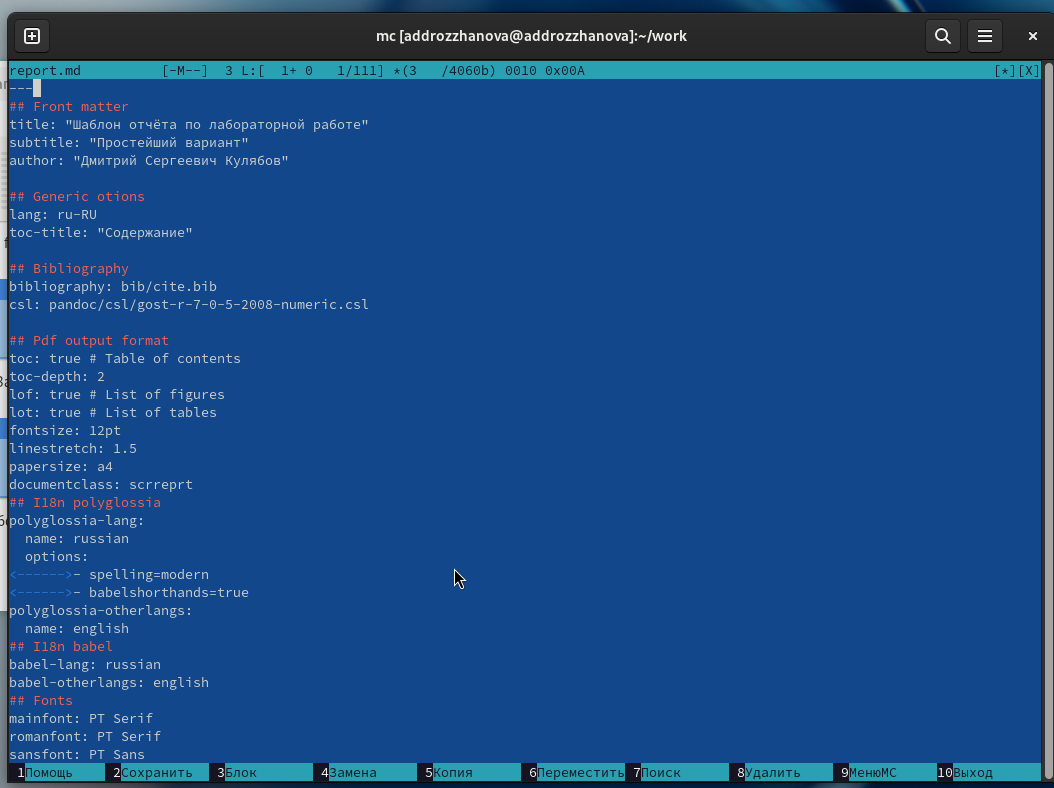 mc [addrozzhanova@addrozzhanova]:~/work
report.md [-M--] 3 L:[ 1+ 0 1/111] *(3 /4060b) 0010 0x00A [*][X]
---
## Front matter
title: "Шаблон отчёта по лабораторной работе"
subtitle: "Простейший вариант"
author: "Дмитрий Сергеевич Кулябов"
## Generic otions
lang: ru-RU
toc-title: "Содержание"
## Bibliography
bibliography: bib/cite.bib
csl: pandoc/csl/gost-r-7-0-5-2008-numeric.csl
## Pdf output format
toc: true # Table of contents
toc-depth: 2
lof: true # List of figures
lot: true # List of tables
fontsize: 12pt
linestretch: 1.5
papersize: a4
documentclass: scrreprt
## I18n polyglossia
polyglossia-lang:
  name: russian
  options:
<------>- spelling=modern
<------>- babelshorthands=true
polyglossia-otherlangs:
  name: english
## I18n babel
babel-lang: russian
babel-otherlangs: english
## Fonts
mainfont: PT Serif
romanfont: PT Serif
sansfont: PT Sans
1Помощь 2Сохранить 3Блок 4Замена 5Копия 6Переместить 7Поиск 8Удалить 9МенюMC 10Выход